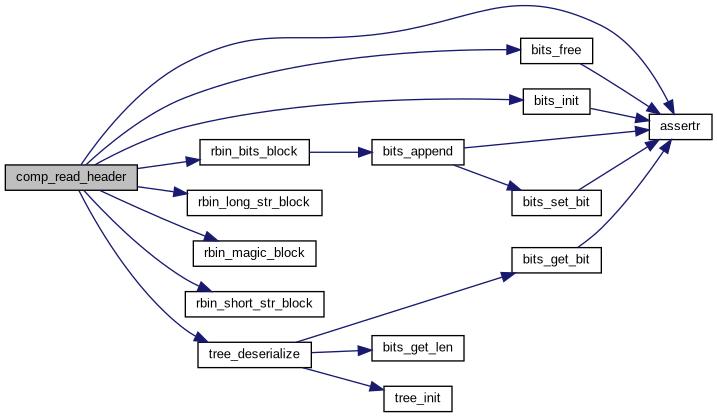 comp_read_header
bits_free
bits_init
assertr
rbin_bits_block
bits_append
rbin_long_str_block
bits_set_bit
rbin_magic_block
bits_get_bit
rbin_short_str_block
tree_deserialize
bits_get_len
tree_init